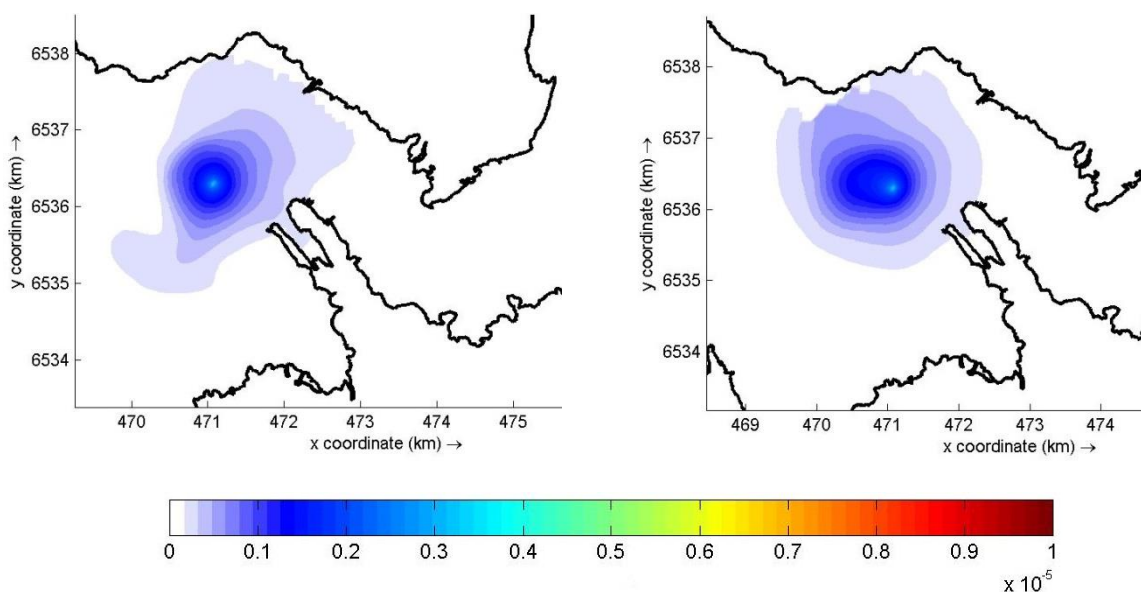 6538
6537
6536
6535
6534
y coordinate (km) →
470 471 472 473 474 475
x coordinate (km) →
6538
6537
6536
6535
6534
y coordinate (km) →
469 470 471 472 473 474
x coordinate (km) →
0 0.1 0.2 0.3 0.4 0.5 0.6 0.7 0.8 0.9 1
x 10-5